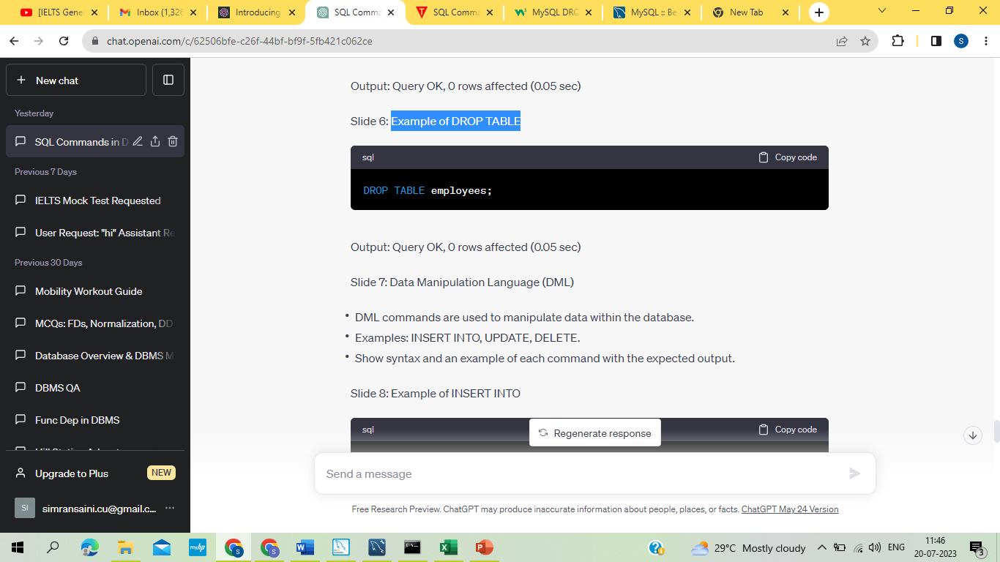 [IELTS Gene
Inbox (1,326
Introducing
SQL Comma
SQL Comma
MySQL DRO
MySQL :: Be
New Tab
chat.openai.com/c/62506bfe-c26f-44bf-bf9f-5fb421c062ce
S
New chat
Yesterday
SQL Commands in D
Previous 7 Days
IELTS Mock Test Requested
User Request: "hi" Assistant Re
Previous 30 Days
Mobility Workout Guide
MCQs: FDs, Normalization, DD
Database Overview & DBMS M
DBMS QA
Func Dep in DBMS
Upgrade to Plus
NEW
SI
simransaini.cu@gmail.c...
Output: Query OK, 0 rows affected (0.05 sec)
Slide 6: Example of DROP TABLE
sql
Copy code
DROP TABLE employees;
Output: Query OK, 0 rows affected (0.05 sec)
Slide 7: Data Manipulation Language (DML)
• DML commands are used to manipulate data within the database.
• Examples: INSERT INTO, UPDATE, DELETE.
• Show syntax and an example of each command with the expected output.
Slide 8: Example of INSERT INTO
sql
Copy code
Regenerate response
Send a message
Free Research Preview. ChatGPT may produce inaccurate information about people, places, or facts. ChatGPT May 24 Version
29°C Mostly cloudy
ENG
11:46
20-07-2023
3